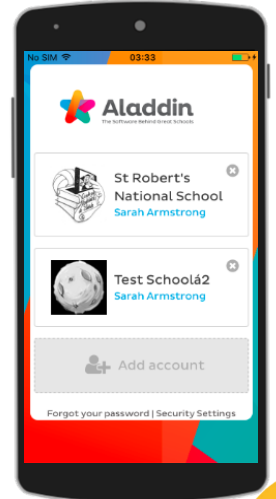 No SIM 03:33
Aladdin
The Software Behind Great Schools
St Robert's
National School
Sarah Armstrong
Test Schoolá2
Sarah Armstrong
Add account
Forgot your password | Security Settings